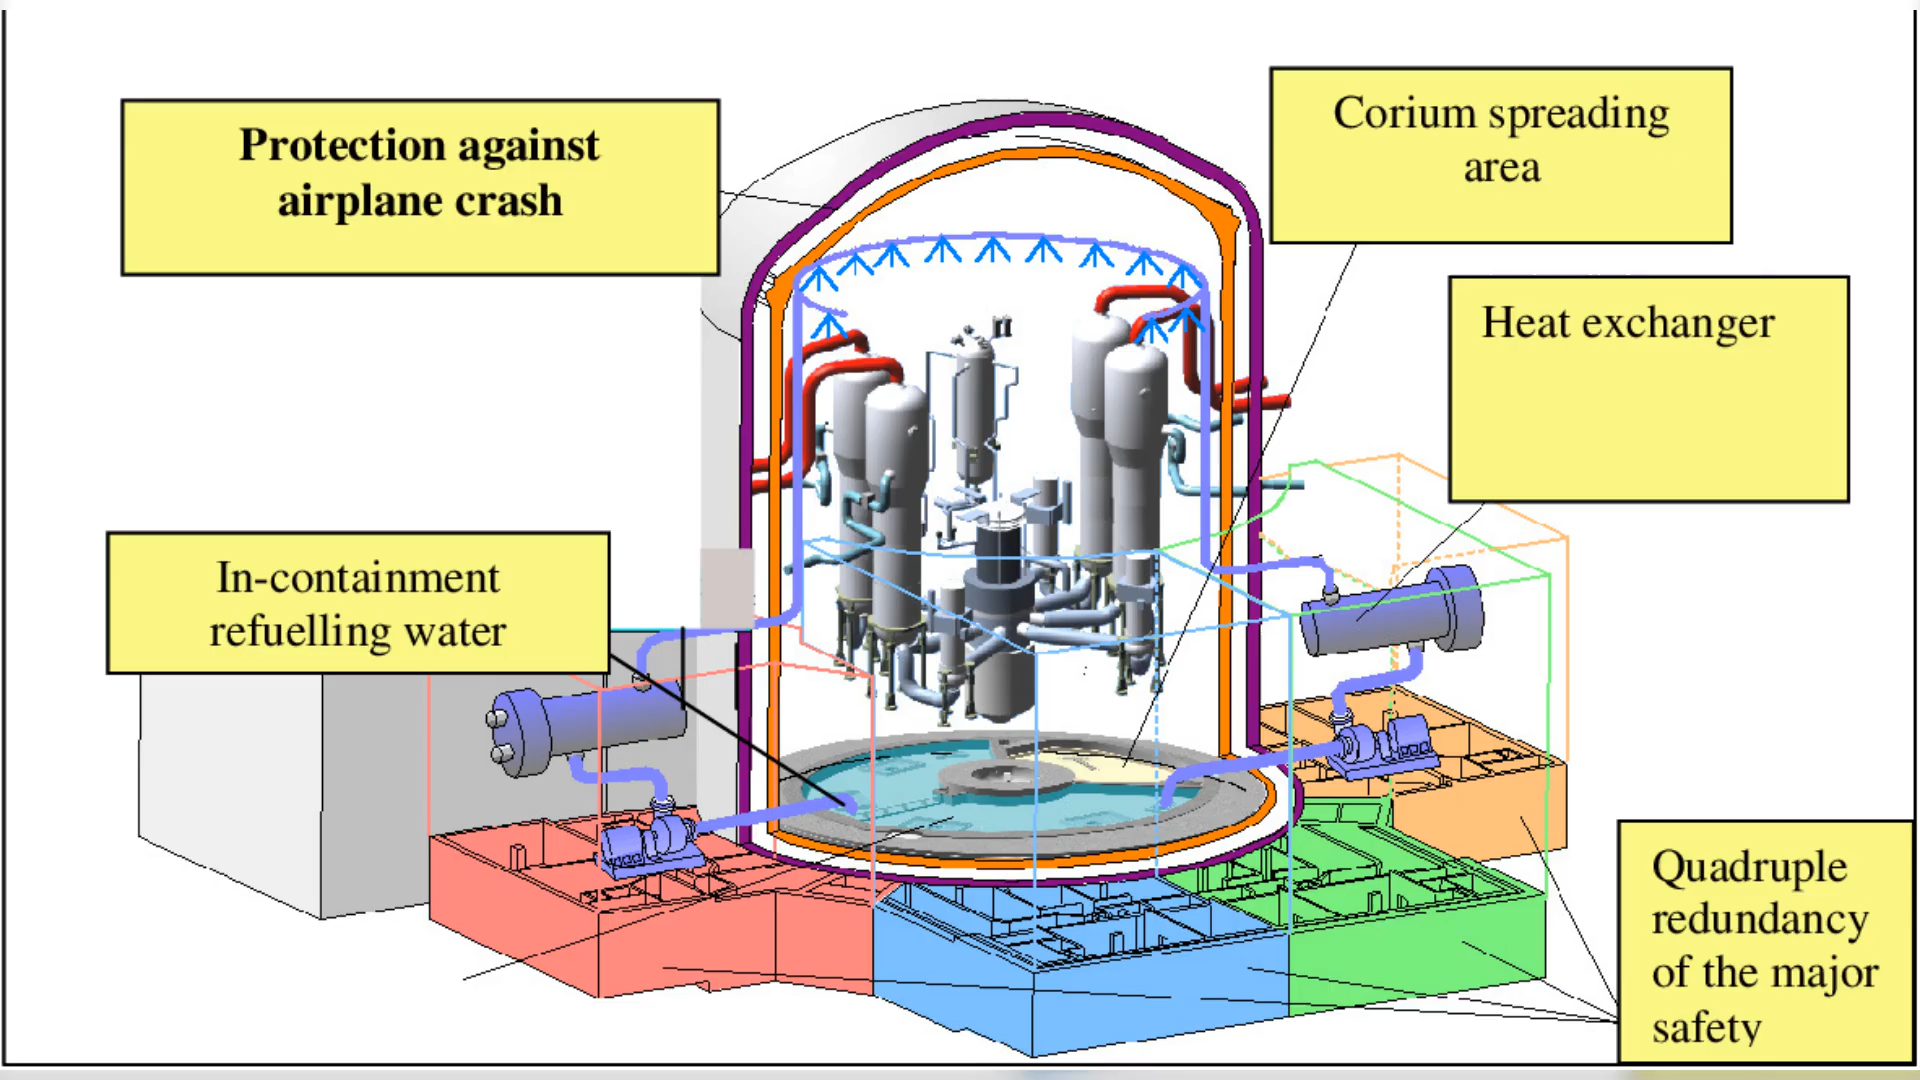 Protection against
airplane crash
Corium spreading
area
Heat exchanger
In-containment
refuelling water
Quadruple
redundancy
of the major
safety